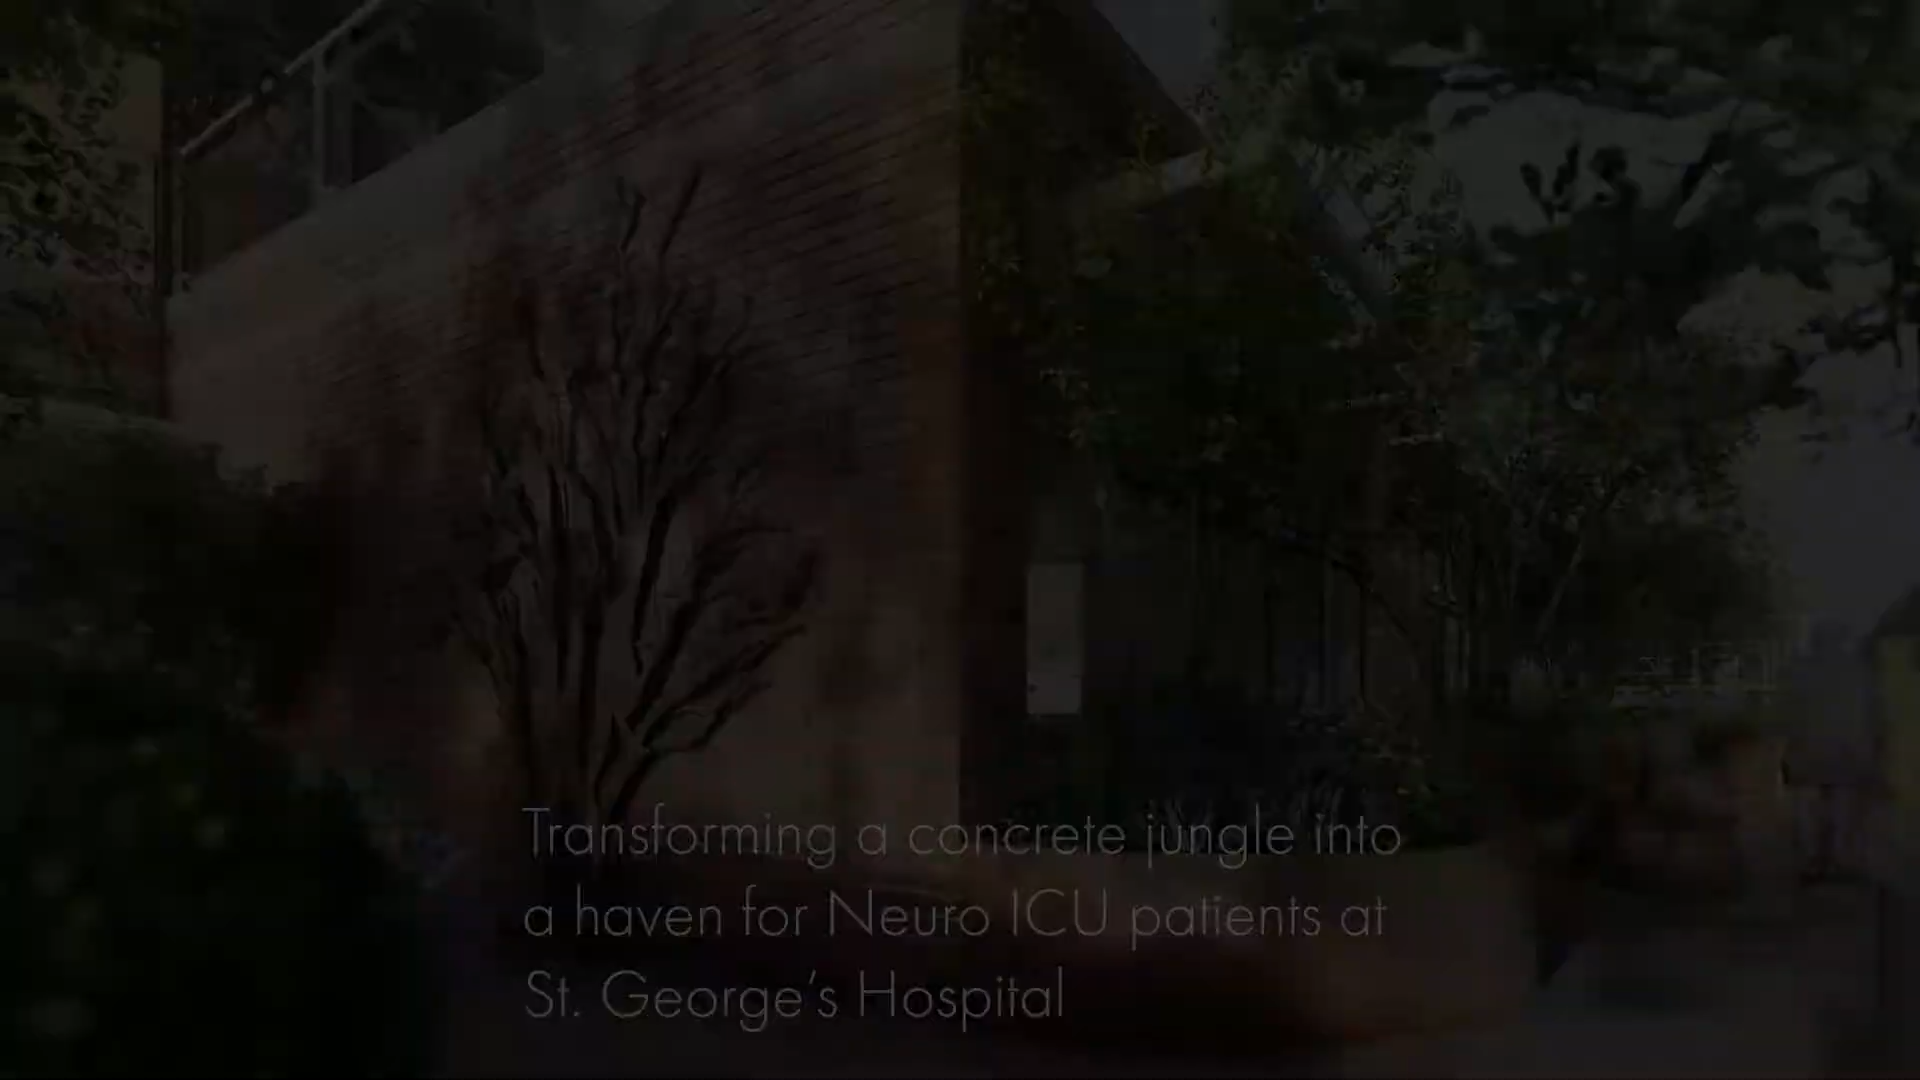 Transforming a concrete jungle into
a haven for Neuro ICU patients at
St. George’s Hospital